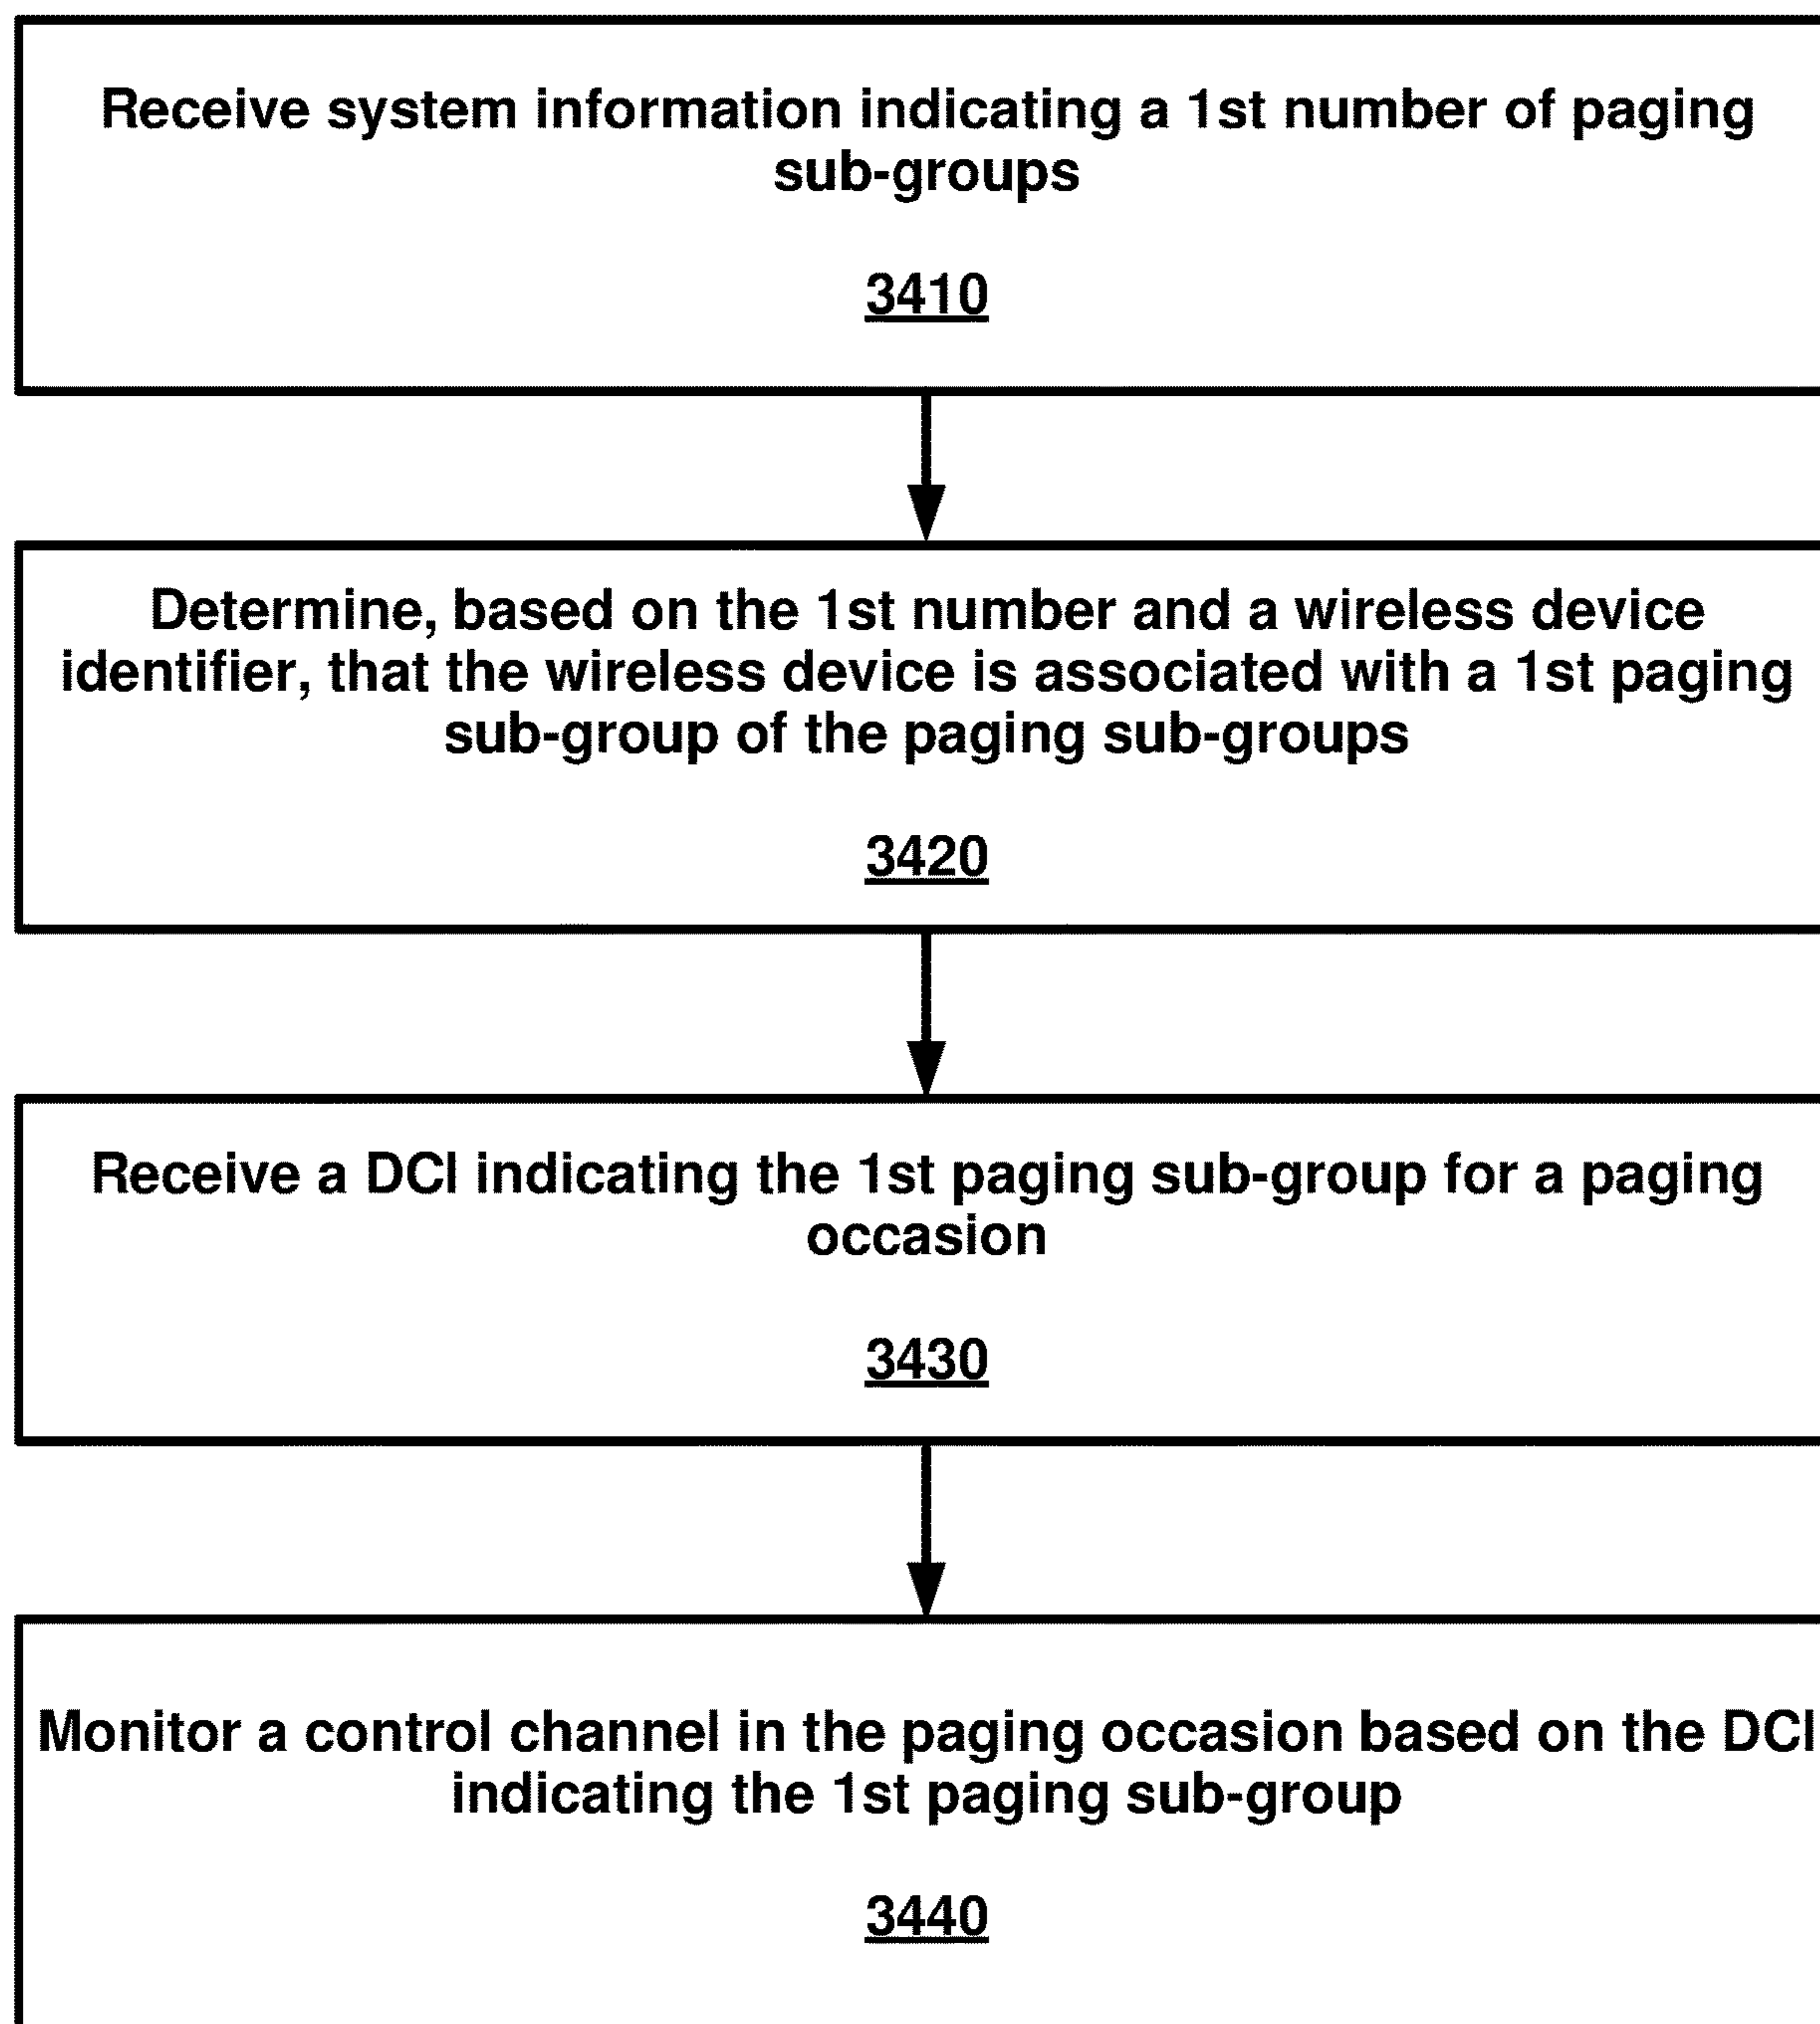 Receive system information indicating a 1st number of paging
sub-groups
3410
Determine, based on the 1st number and a wireless device
identifier, that the wireless device is associated with a 1st paging
sub-group of the paging sub-groups
3420
Receive a DCI indicating the 1st paging sub-group for a paging
occasion
3430
Monitor a control channel in the paging occasion based on the DCI
indicating the 1st paging sub-group
3440